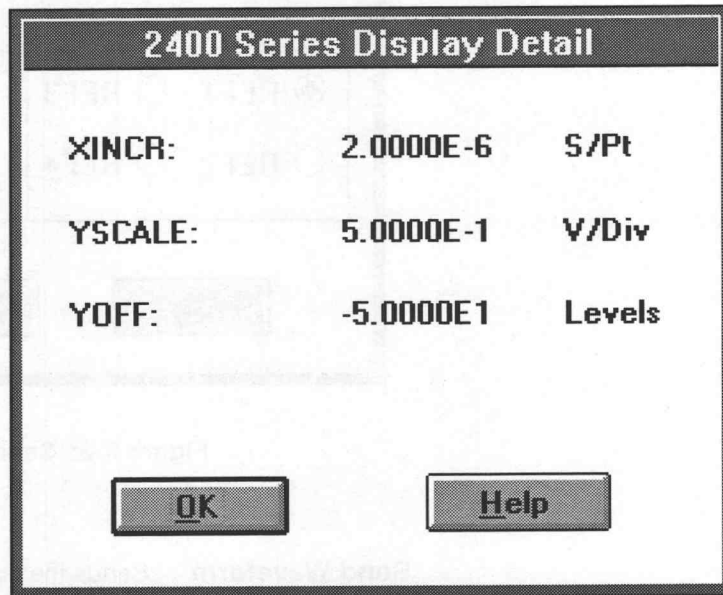 2400 Series Display Detail
XINCR: 2.0000E-6 S/Pt
YSCALE: 5.0000E-1 V/Div
YOFF: -5.0000E1 Levels
OK Help